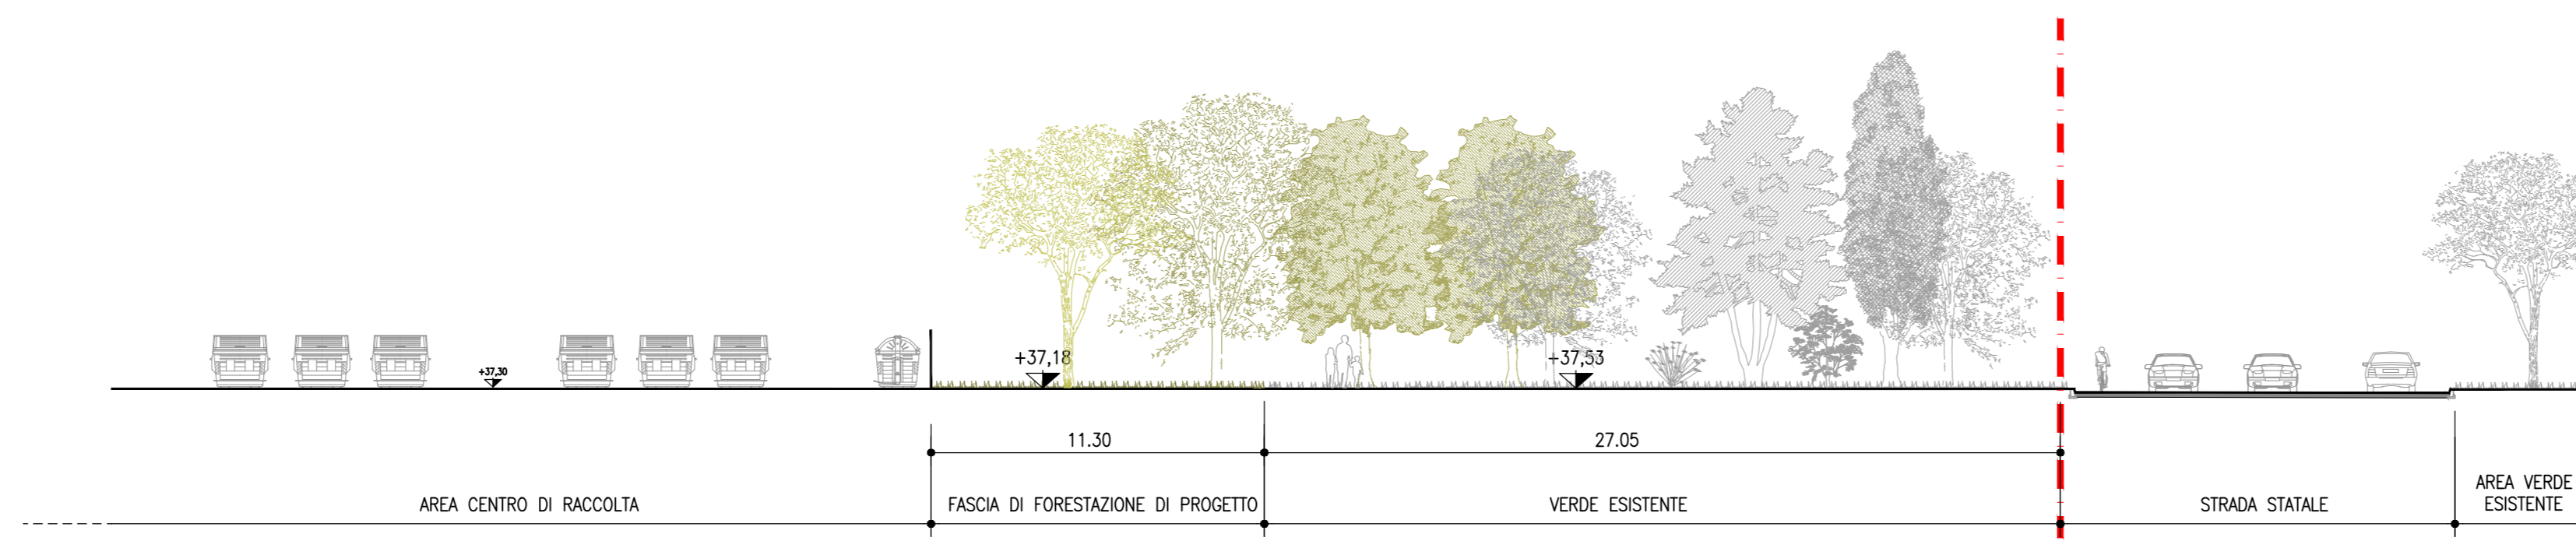 +37,30
+37,18
+37,53
11.30
27.05
AREA CENTRO DI RACCOLTA
FASCIA DI FORESTAZIONE DI PROGETTO
VERDE ESISTENTE
STRADA STATALE
AREA VERDE
ESISTENTE